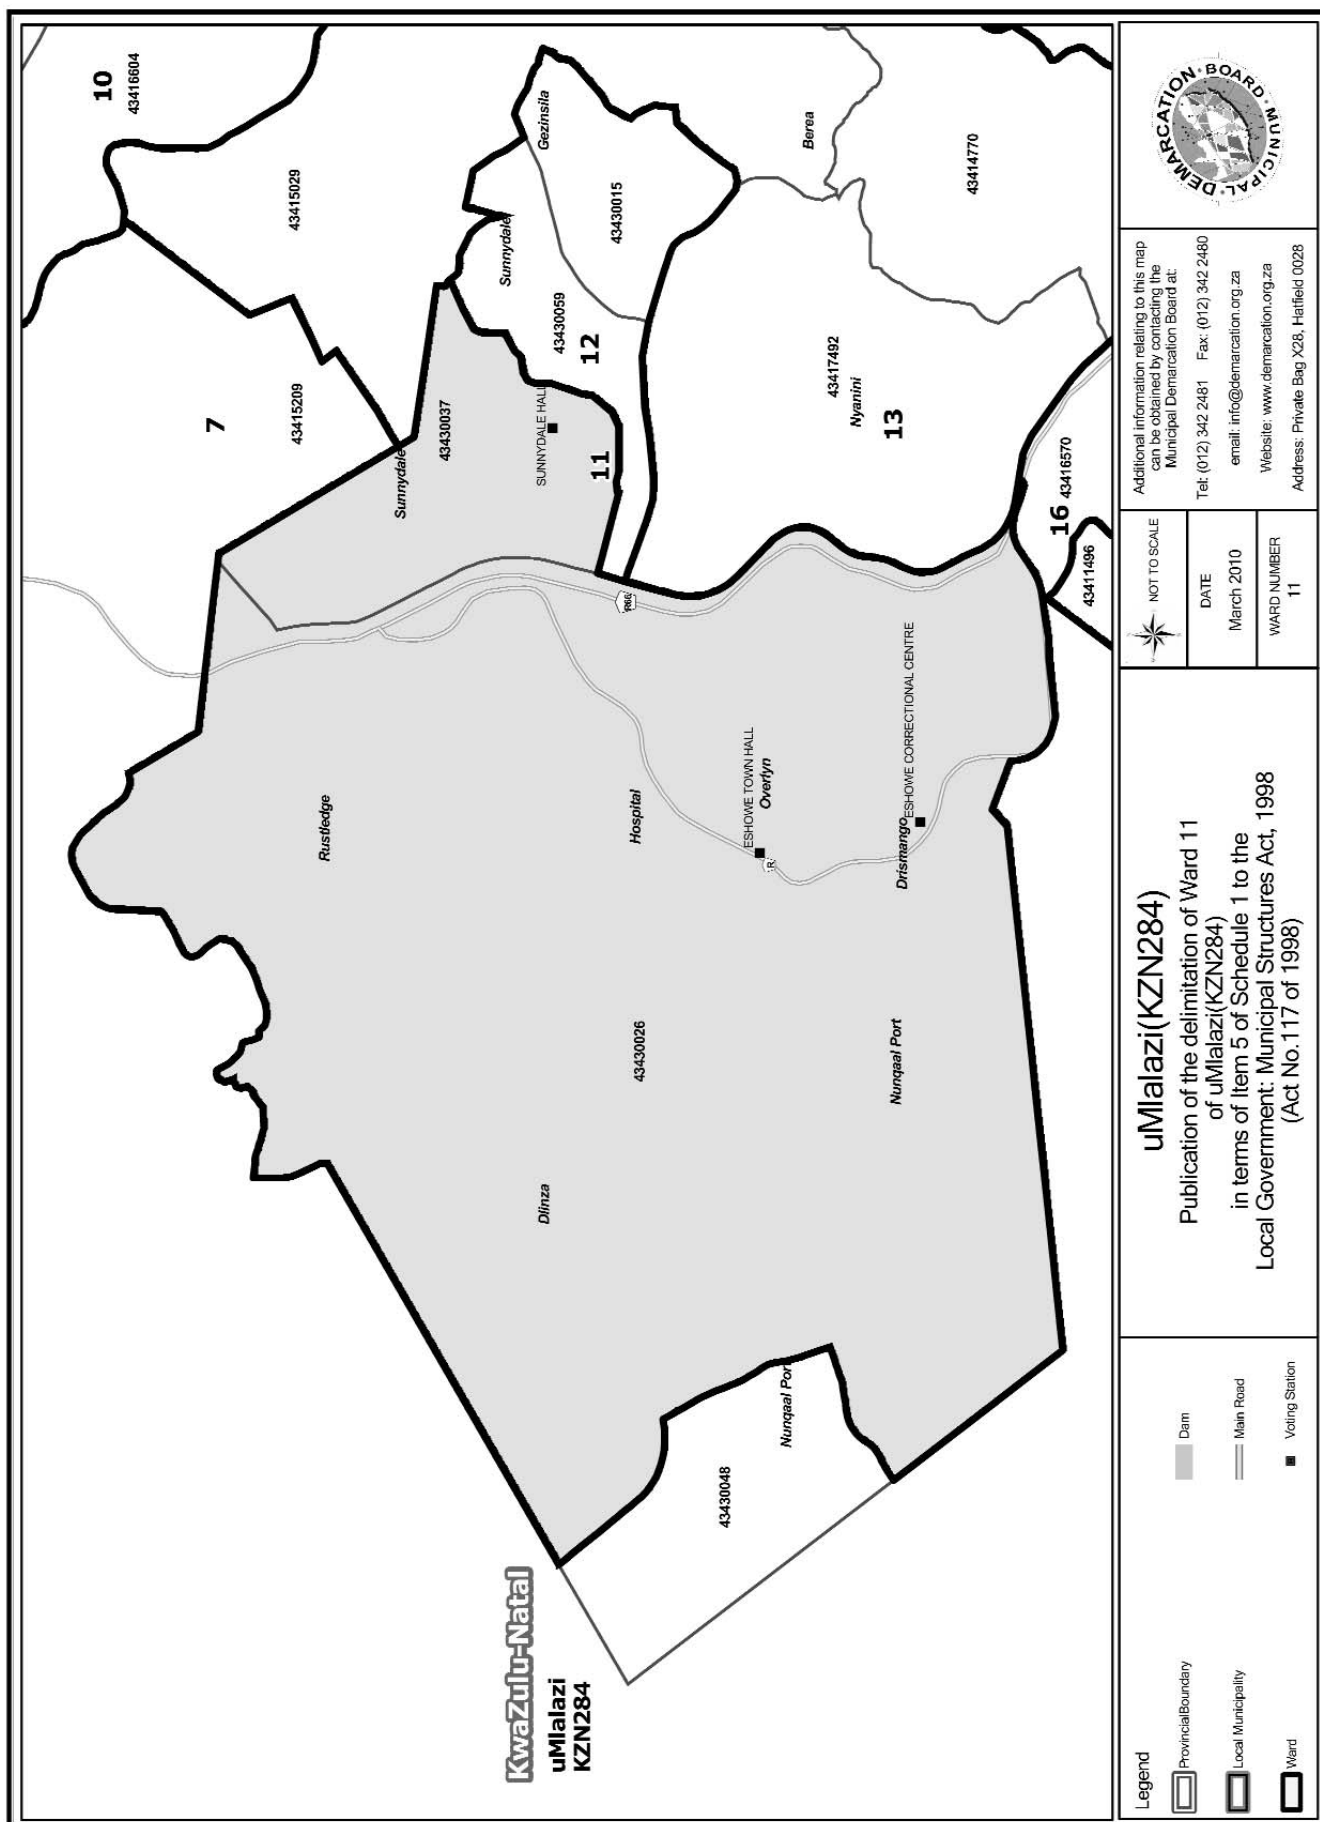 10
43416604
43415029
7
43415209
Gezinsila
Sunnydale
43430015
43430059
12
Berea
43414770
Sunnydale
43430037
SUNNYDALE HALL
11
43417492
Nyanini
13
R66
16
43416570
43411496
Rustledge
Hospital
ESHOWE TOWN HALL
Overlyn
R
ESHOWE CORRECTIONAL CENTRE
Drismango
43430026
Nunqaal Port
Dlinza
Nunqaal Por
43430048
KwaZulu-Natal
uMlalazi
KZN284
Legend
ProvincialBoundary
Local Municipality
Ward
Dam
Main Road
Voting Station
uMlalazi(KZN284)
Publication of the delimitation of Ward 11
of uMlalazi(KZN284)
in terms of Item 5 of Schedule 1 to the
Local Government: Municipal Structures Act, 1998
(Act No.117 of 1998)
NOT TO SCALE
DATE
March 2010
WARD NUMBER
11
Additional information relating to this map
can be obtained by contacting the
Municipal Demarcation Board at:
Tel: (012) 342 2481 Fax: (012) 342 2480
email: info@demarcation.org.za
Website: www.demarcation.org.za
Address: Private Bag X28, Hatfield 0028
MUNICIPAL DEMARCATION BOARD